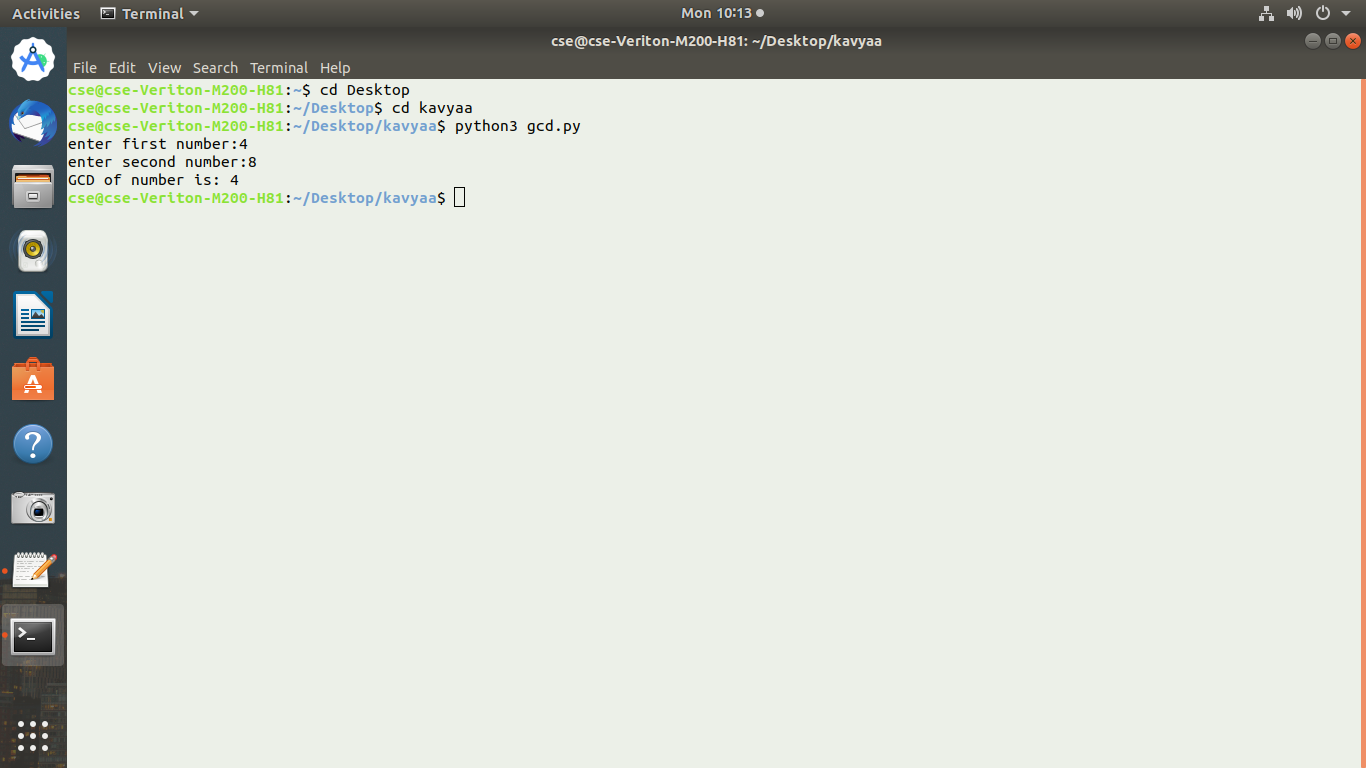 Activities Terminal Mon 10:13
cse@cse-Veriton-M200-H81: ~/Desktop/kavyaa
File Edit View Search Terminal Help
cse@cse-Veriton-M200-H81:~$ cd Desktop
cse@cse-Veriton-M200-H81:~/Desktop$ cd kavyaa
cse@cse-Veriton-M200-H81:~/Desktop/kavyaa$ python3 gcd.py
enter first number:4
enter second number:8
GCD of number is: 4
cse@cse-Veriton-M200-H81:~/Desktop/kavyaa$